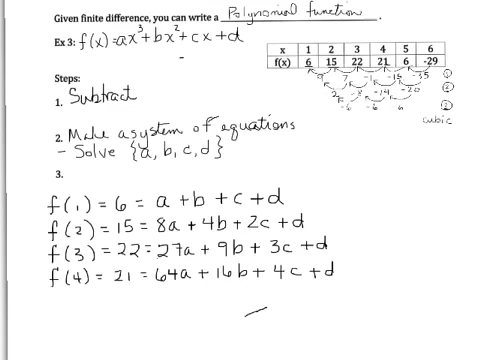 Given finite difference, you can write a Polynomial function.
Ex 3: f(x) = ax³ + bx² + cx + d
x 1 2 3 4 5 6
f(x) 6 15 22 21 6 -29
9 7 -1 -15 -35 ①
2 -8 -14 -20 ②
-6 -6 6
cubic
Steps:
1. Subtract
2. Make a system of equations
- Solve {a, b, c, d}
3.
f(1) = 6 = a + b + c + d
f(2) = 15 = 8a + 4b + 2c + d
f(3) = 22 = 27a + 9b + 3c + d
f(4) = 21 = 64a + 16b + 4c + d